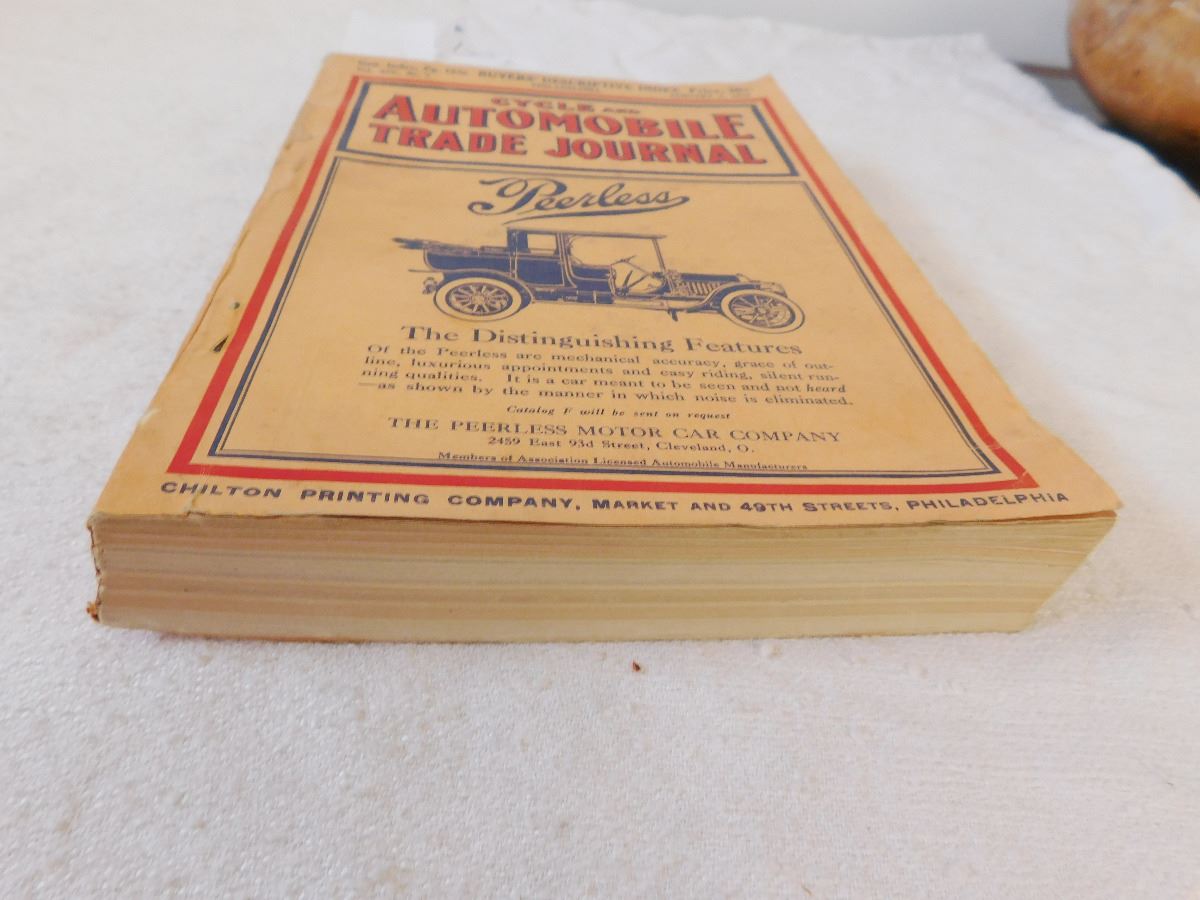 BUYERS' DESCRIPTIVE INDEX,
CYCLE AND
AUTOMOBILE
TRADE JOURNAL
Peerless
The Distinguishing Features
Of the Peerless are mechanical accuracy, grace of out-
line, luxurious appointments and easy riding, silent run-
ning qualities. It is a car meant to be seen and not heard
—as shown by the manner in which noise is eliminated.
Catalog F will be sent on request
THE PEERLESS MOTOR CAR COMPANY
2459 East 93d Street, Cleveland, O.
Members of Association Licensed Automobile Manufacturers
CHILTON PRINTING COMPANY, MARKET AND 49TH STREETS, PHILADELPHIA